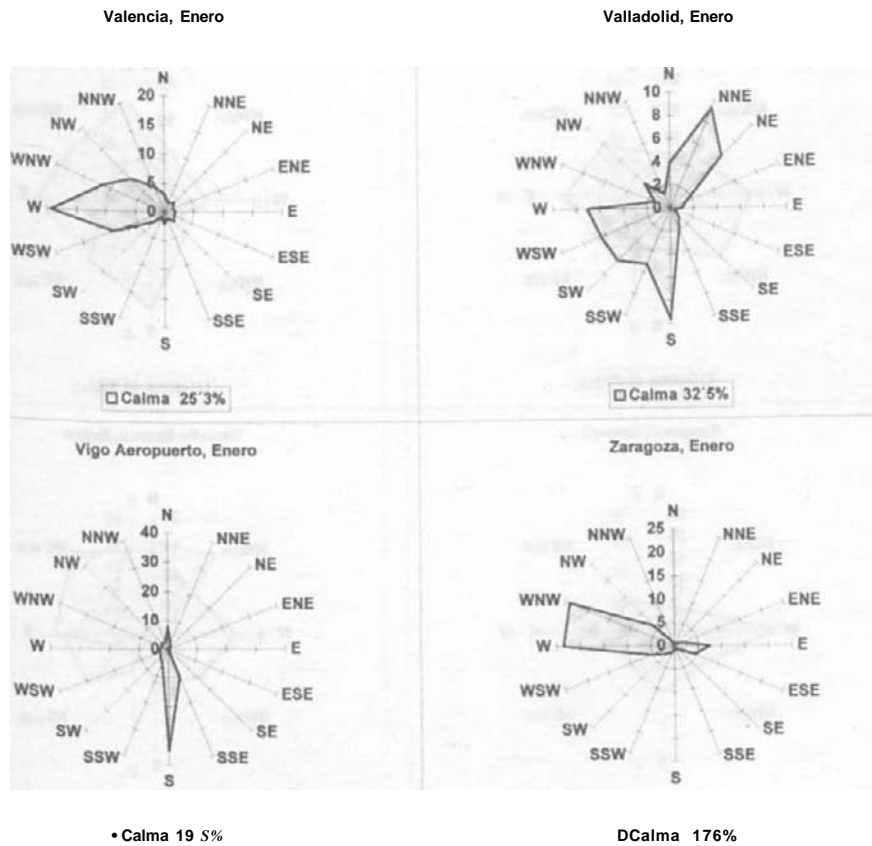 Valencia, Enero
N
NNW
20
NNE
NW
15
NE
WNW
10
ENE
5
W
0
E
WSW
ESE
SW
SE
SSW
SSE
S
□ Calma 25´3%
Valladolid, Enero
N
NNW
10
NNE
NW
8
NE
6
WNW
4
ENE
2
W
0
E
WSW
ESE
SW
SE
SSW
SSE
S
□ Calma 32´5%
Vigo Aeropuerto, Enero
N
NNW
40
NNE
NW
30
NE
WNW
20
ENE
10
W
0
E
WSW
ESE
SW
SE
SSW
SSE
S
• Calma 19 S%
Zaragoza, Enero
N
NNW
25
NNE
NW
20
NE
15
WNW
10
ENE
5
W
0
E
WSW
ESE
SW
SE
SSW
SSE
S
DCalma 176%